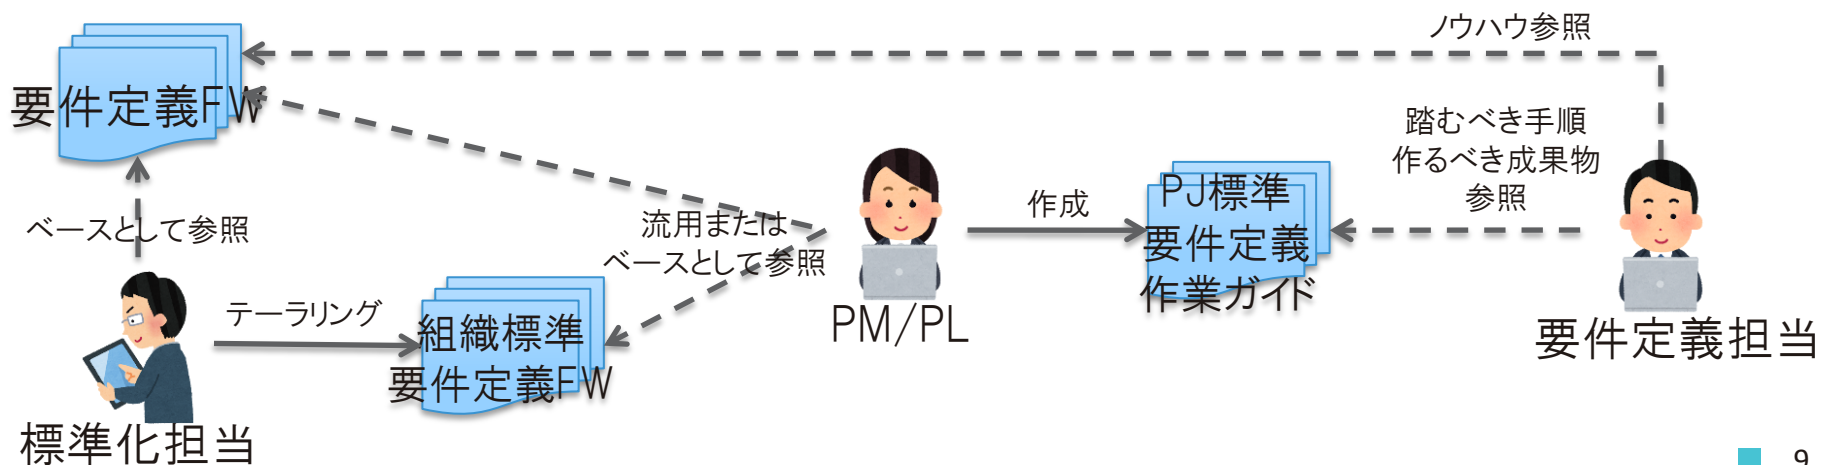 ノウハウ参照
要件定義FW
踏むべき手順
作るべき成果物
参照
PJ標準
要件定義
作業ガイド
作成
流用または
ベースとして参照
ベースとして参照
テーラリング
組織標準
要件定義FW
PM/PL
要件定義担当
標準化担当
9